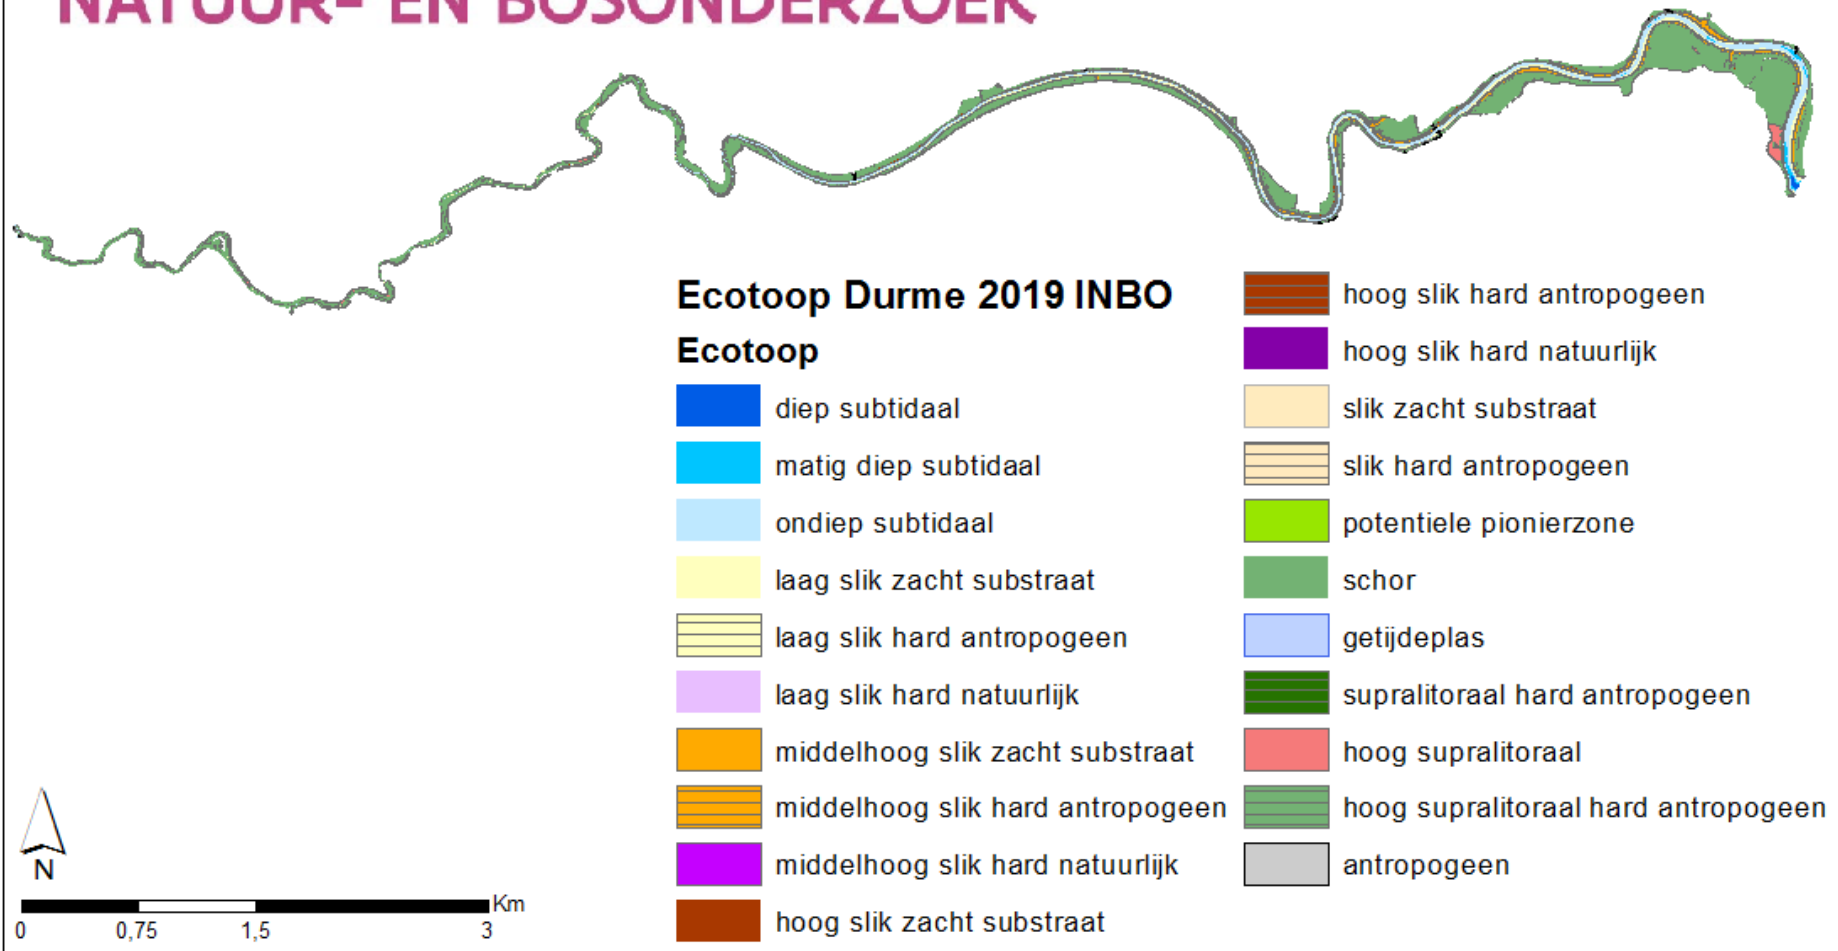 NATUUR- EN BOSONDERZOEK
Ecotoop Durme 2019 INBO
Ecotoop
diep subtidaal
matig diep subtidaal
ondiep subtidaal
laag slik zacht substraat
laag slik hard antropogeen
laag slik hard natuurlijk
middelhoog slik zacht substraat
middelhoog slik hard antropogeen
middelhoog slik hard natuurlijk
hoog slik zacht substraat
hoog slik hard antropogeen
hoog slik hard natuurlijk
slik zacht substraat
slik hard antropogeen
potentiele pionierzone
schor
getijdeplas
supralitoraal hard antropogeen
hoog supralitoraal
hoog supralitoraal hard antropogeen
antropogeen
N
Km
0 0,75 1,5 3